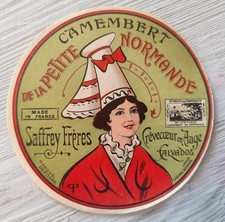 CAMEMBERT
DE LA PETITE NORMANDE
MADE
IN FRANCE
Saffrey Frères
Crèvecœur en Auge
CALVADOS